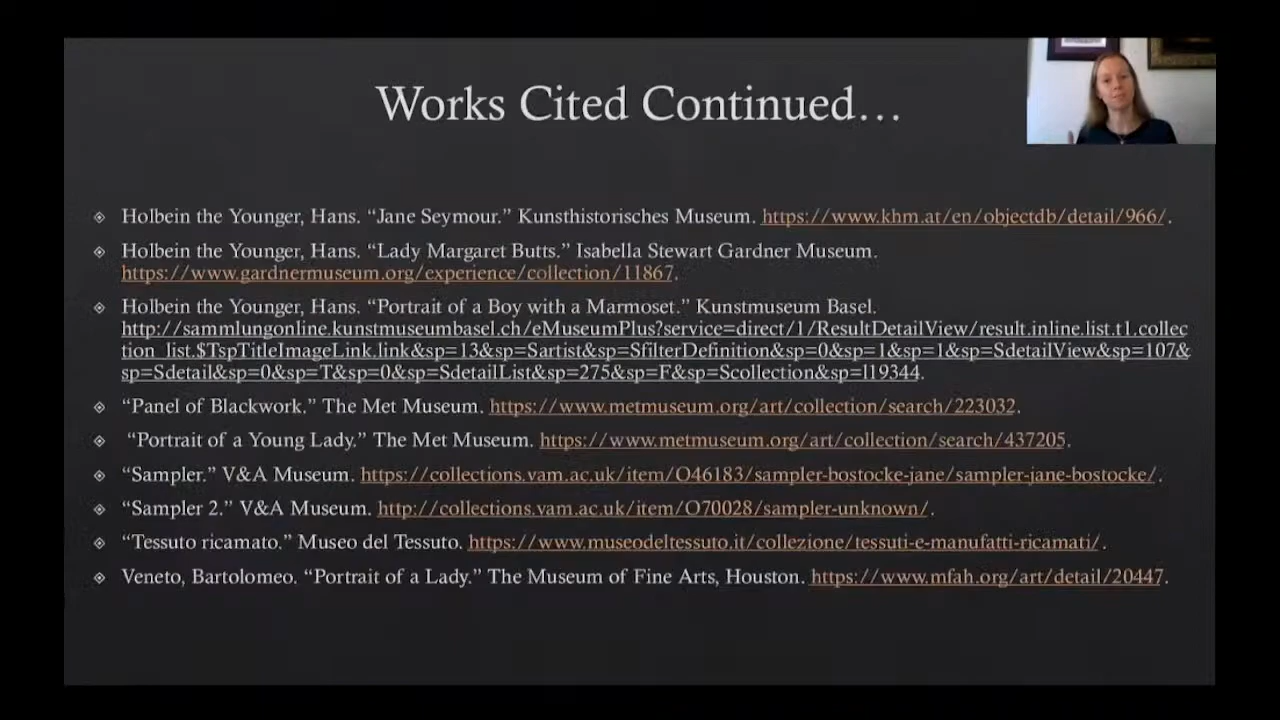 Works Cited Continued…
Holbein the Younger, Hans. “Jane Seymour.” Kunsthistorisches Museum. https://www.khm.at/en/objectdb/detail/966/.
Holbein the Younger, Hans. “Lady Margaret Butts.” Isabella Stewart Gardner Museum.
https://www.gardnermuseum.org/experience/collection/11867.
Holbein the Younger, Hans. “Portrait of a Boy with a Marmoset.” Kunstmuseum Basel.
http://sammlungonline.kunstmuseumbasel.ch/eMuseumPlus?service=direct/1/ResultDetailView/result.inline.list.t1.collec
tion_list.$TspTitleImageLink.link&sp=13&sp=Sartist&sp=SfilterDefinition&sp=0&sp=1&sp=1&sp=SdetailView&sp=107&
sp=Sdetail&sp=0&sp=T&sp=0&sp=SdetailList&sp=275&sp=F&sp=Scollection&sp=l19344.
“Panel of Blackwork.” The Met Museum. https://www.metmuseum.org/art/collection/search/223032.
“Portrait of a Young Lady.” The Met Museum. https://www.metmuseum.org/art/collection/search/437205.
“Sampler.” V&A Museum. https://collections.vam.ac.uk/item/O46183/sampler-bostocke-jane/sampler-jane-bostocke/.
“Sampler 2.” V&A Museum. http://collections.vam.ac.uk/item/O70028/sampler-unknown/.
“Tessuto ricamato.” Museo del Tessuto. https://www.museodeltessuto.it/collezione/tessuti-e-manufatti-ricamati/.
Veneto, Bartolomeo. “Portrait of a Lady.” The Museum of Fine Arts, Houston. https://www.mfah.org/art/detail/20447.